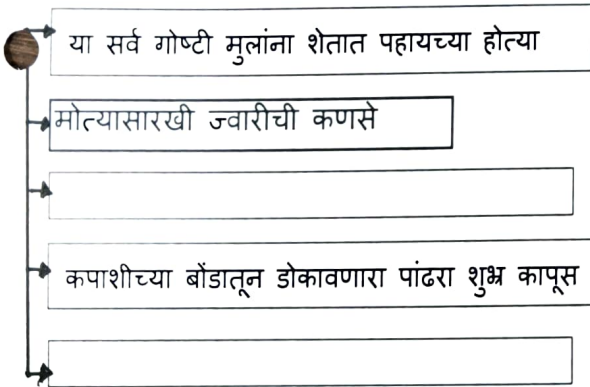 या सर्व गोष्टी मुलांना शेतात पहायच्या होत्या
मोत्यासारखी ज्वारीची कणसे
कपाशीच्या बोंडातून डोकावणारा पांढरा शुभ्र कापूस